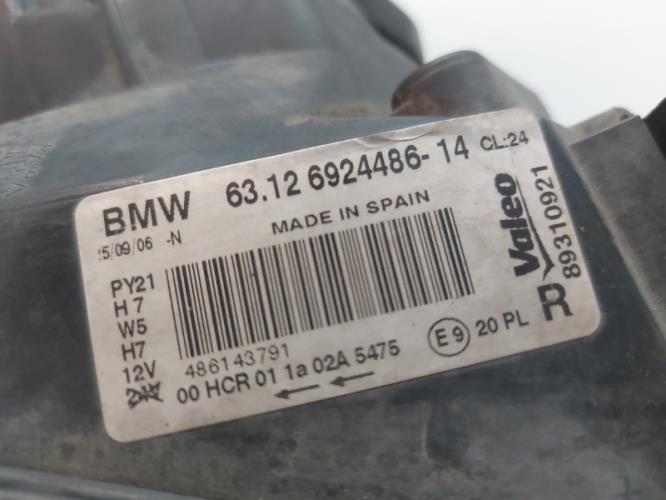 BMW 63.12 6924486-14 CL:24
MADE IN SPAIN
5/09/06 -N
PY21
H7
W5
H7
12V
486143791
00 HCR 01 1a 02A 5475
E9 20 PL
Valeo
89310921
R